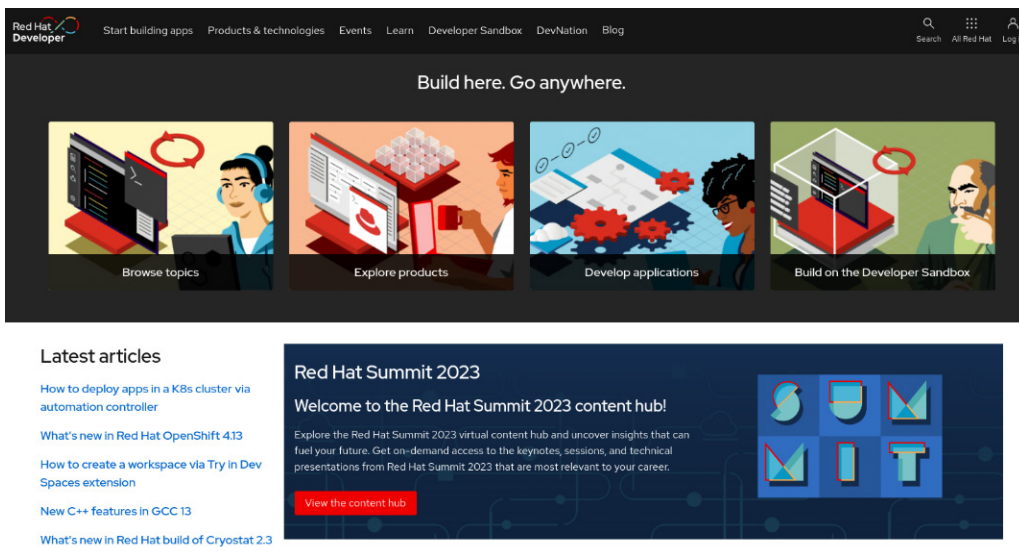 Red Hat
Developer
Start building apps Products & technologies Events Learn Developer Sandbox DevNation Blog
Search All Red Hat Log
Build here. Go anywhere.
Browse topics
Explore products
Develop applications
Build on the Developer Sandbox
Latest articles
How to deploy apps in a K8s cluster via
automation controller
What's new in Red Hat OpenShift 4.13
How to create a workspace via Try in Dev
Spaces extension
New C++ features in GCC 13
What's new in Red Hat build of Cryostat 2.3
Red Hat Summit 2023
Welcome to the Red Hat Summit 2023 content hub!
Explore the Red Hat Summit 2023 virtual content hub and uncover insights that can
fuel your future. Get on-demand access to the keynotes, sessions, and technical
presentations from Red Hat Summit 2023 that are most relevant to your career.
View the content hub
SUM
MIT